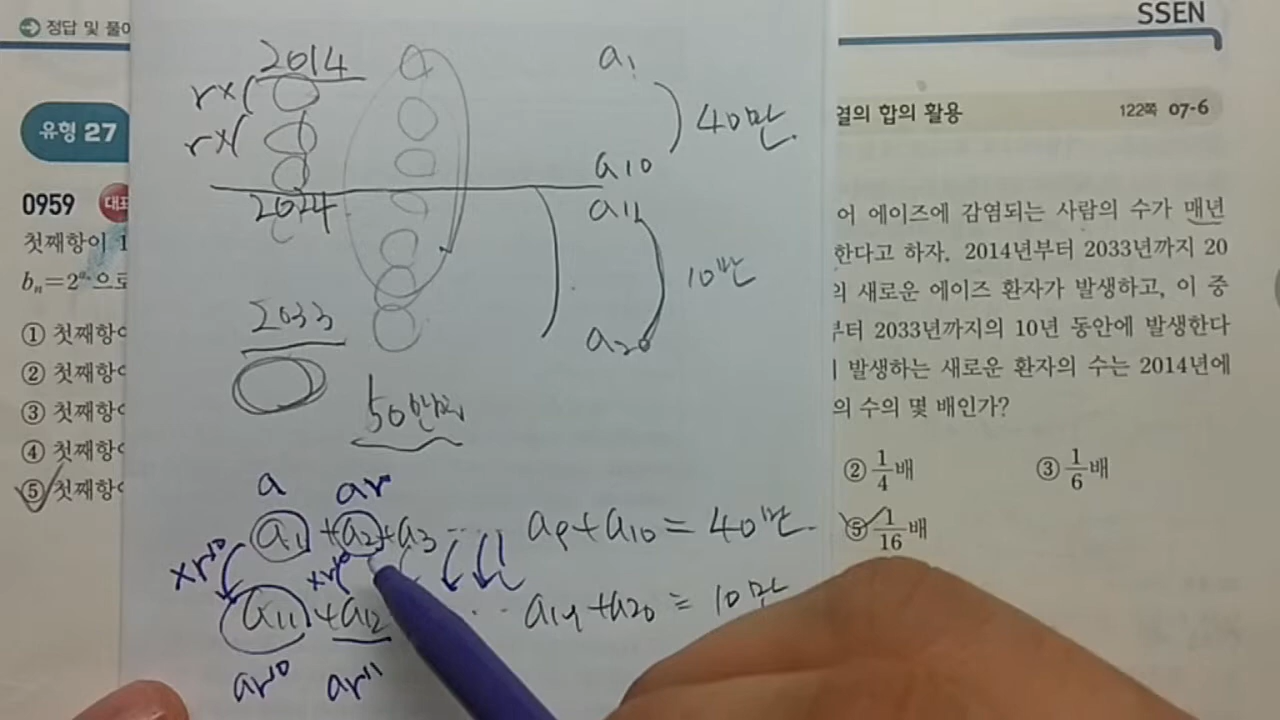 정답 및 풀이
SSEN
유형 27
0959
대표
첫째항이 1
bₙ=2ᵃ으로
① 첫째항이
② 첫째항
③ 첫째항
④ 첫째항
⑤ 첫째항
열의 합의 활용
122쪽 07-6
어 에이즈에 감염되는 사람의 수가 매년
한다고 하자. 2014년부터 2033년까지 20
의 새로운 에이즈 환자가 발생하고, 이 중
부터 2033년까지의 10년 동안에 발생한다
발생하는 새로운 환자의 수는 2014년에
의 수의 몇 배인가?
② 1/4배
③ 1/6배
⑤ 1/16배
2014
r×
r×
2024
2033
50만명
a₁
40만.
a₁₀
a₁₁
10만
a₂₀
a ar
a₁ + a₂ + a₃ ⋯ a₉ + a₁₀ = 40만.
×r¹⁰ ×r¹⁰
a₁₁ + a₁₂ ⋯ a₁₉ + a₂₀ = 10만
ar¹⁰ ar¹¹